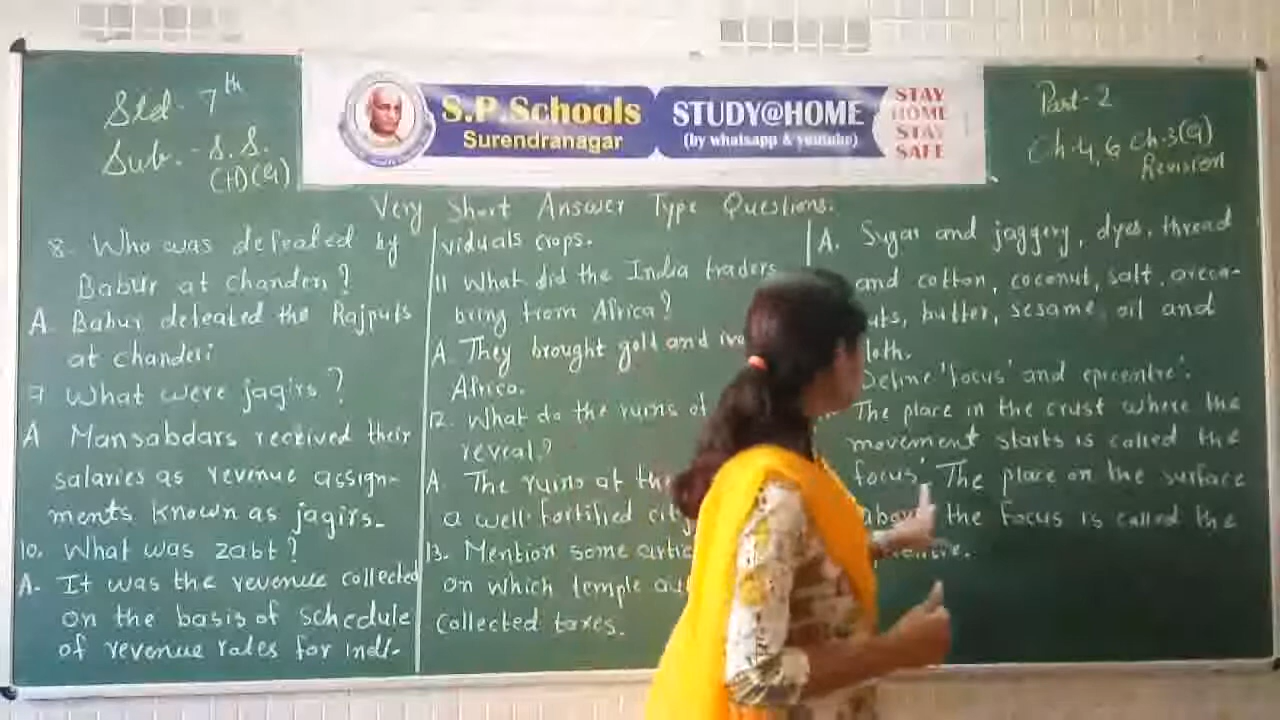 Std - 7th
Sub. - S. S.
(H)(G)
S.P.Schools
Surendranagar
STUDY@HOME
(by whatsapp & youtube)
STAY
HOME
STAY
SAFE
Part-2
Ch-4, 6 Ch-3(G)
Revision
Very Short Answer Type Questions.
8. Who was defeated by
Babur at chanderi?
A. Babur defeated the Rajputs
at chanderi
9 What were jagirs?
A Mansabdars received their
salaries as revenue assign-
ments known as jagirs.
10. What was zabt?
A. It was the revenue collected
on the basis of schedule
of revenue rates for indi-
viduals crops.
11 What did the India traders
bring from Africa?
A. They brought gold and
Africa.
12. What do the ruins of
reveal?
A. The ruins of
a well-fortified
13. Mention some
on which temple
collected taxes.
A. Sugar and jaggery, dyes, thread
and cotton, coconut, salt, areca-
uts, butter, sesame, oil and
loth.
Define 'focus' and epicentre'.
The place in the crust where the
movement starts is called the
focus'. The place on the surface
the focus is called the